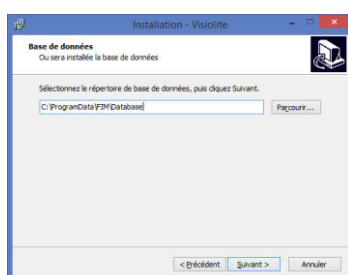 Installation - Visiolite
Base de données
Ou sera installée la base de données
Sélectionnez le répertoire de base de données, puis cliquez Suivant.
C:\ProgramData\FIM\Database
Parcourir...
< Précédent
Suivant >
Annuler